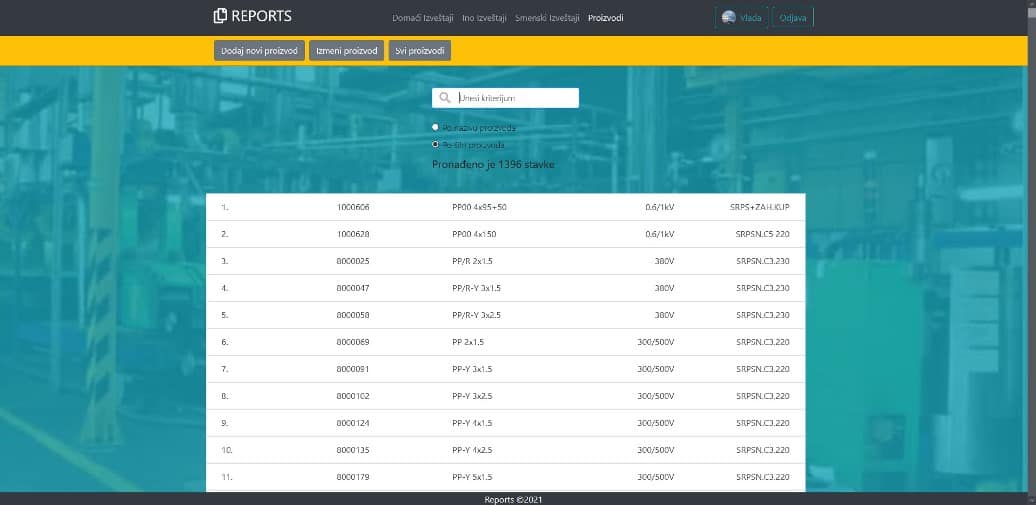 REPORTS
Domaći Izveštaji Ino Izveštaji Smenski Izveštaji Proizvodi
Vlada Odjava
Dodaj novi proizvod Izmeni proizvod Svi proizvodi
Unesi kriterijum
Po nazivu proizvoda
Po šifri proizvoda
Pronađeno je 1396 stavke
1. 1000606 PP00 4x95+50 0.6/1kV SRPS+ZAH.KUP
2. 1000628 PP00 4x150 0.6/1kV SRPSN.C5 220
3. 8000025 PP/R 2x1.5 380V SRPSN.C3.230
4. 8000047 PP/R-Y 3x1.5 380V SRPSN.C3.230
5. 8000058 PP/R-Y 3x2.5 380V SRPSN.C3.230
6. 8000069 PP 2x1.5 300/500V SRPSN.C3.220
7. 8000091 PP-Y 3x1.5 300/500V SRPSN.C3.220
8. 8000102 PP-Y 3x2.5 300/500V SRPSN.C3.220
9. 8000124 PP-Y 4x1.5 300/500V SRPSN.C3.220
10. 8000135 PP-Y 4x2.5 300/500V SRPSN.C3.220
11. 8000179 PP-Y 5x1.5 300/500V SRPSN.C3.220
Reports ©2021